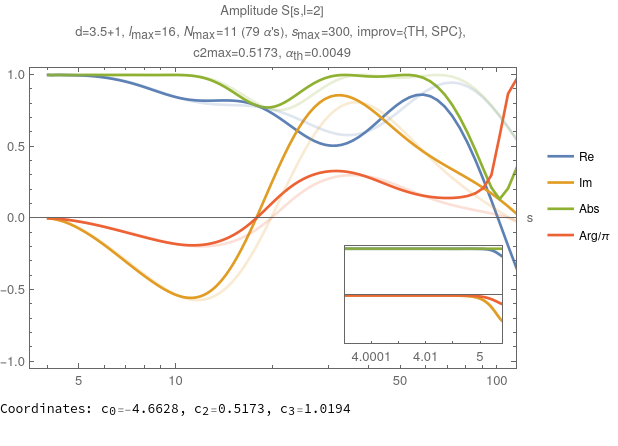 Amplitude S[s,l=2]
d=3.5+1, lmax=16, Nmax=11 (79 α's), smax=300, improv={TH, SPC},
c2max=0.5173, αth=0.0049
1.0
0.5
0.0
−0.5
−1.0
5 10 50 100
s
4.0001 4.01 5
Re
Im
Abs
Arg/π
Coordinates: c0=-4.6628, c2=0.5173, c3=1.0194